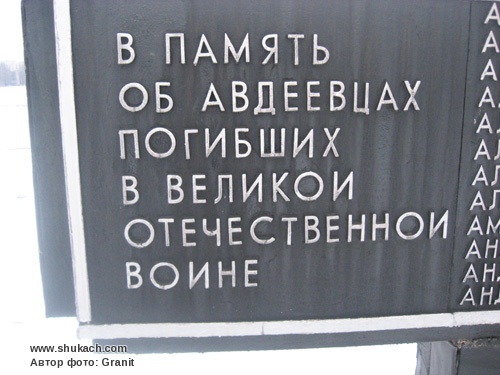 В ПАМЯТЬ
ОБ АВДЕЕВЦАХ
ПОГИБШИХ
В ВЕЛИКОИ
ОТЕЧЕСТВЕННОИ
ВОИНЕ
www.shukach.com
Автор фото: Granit